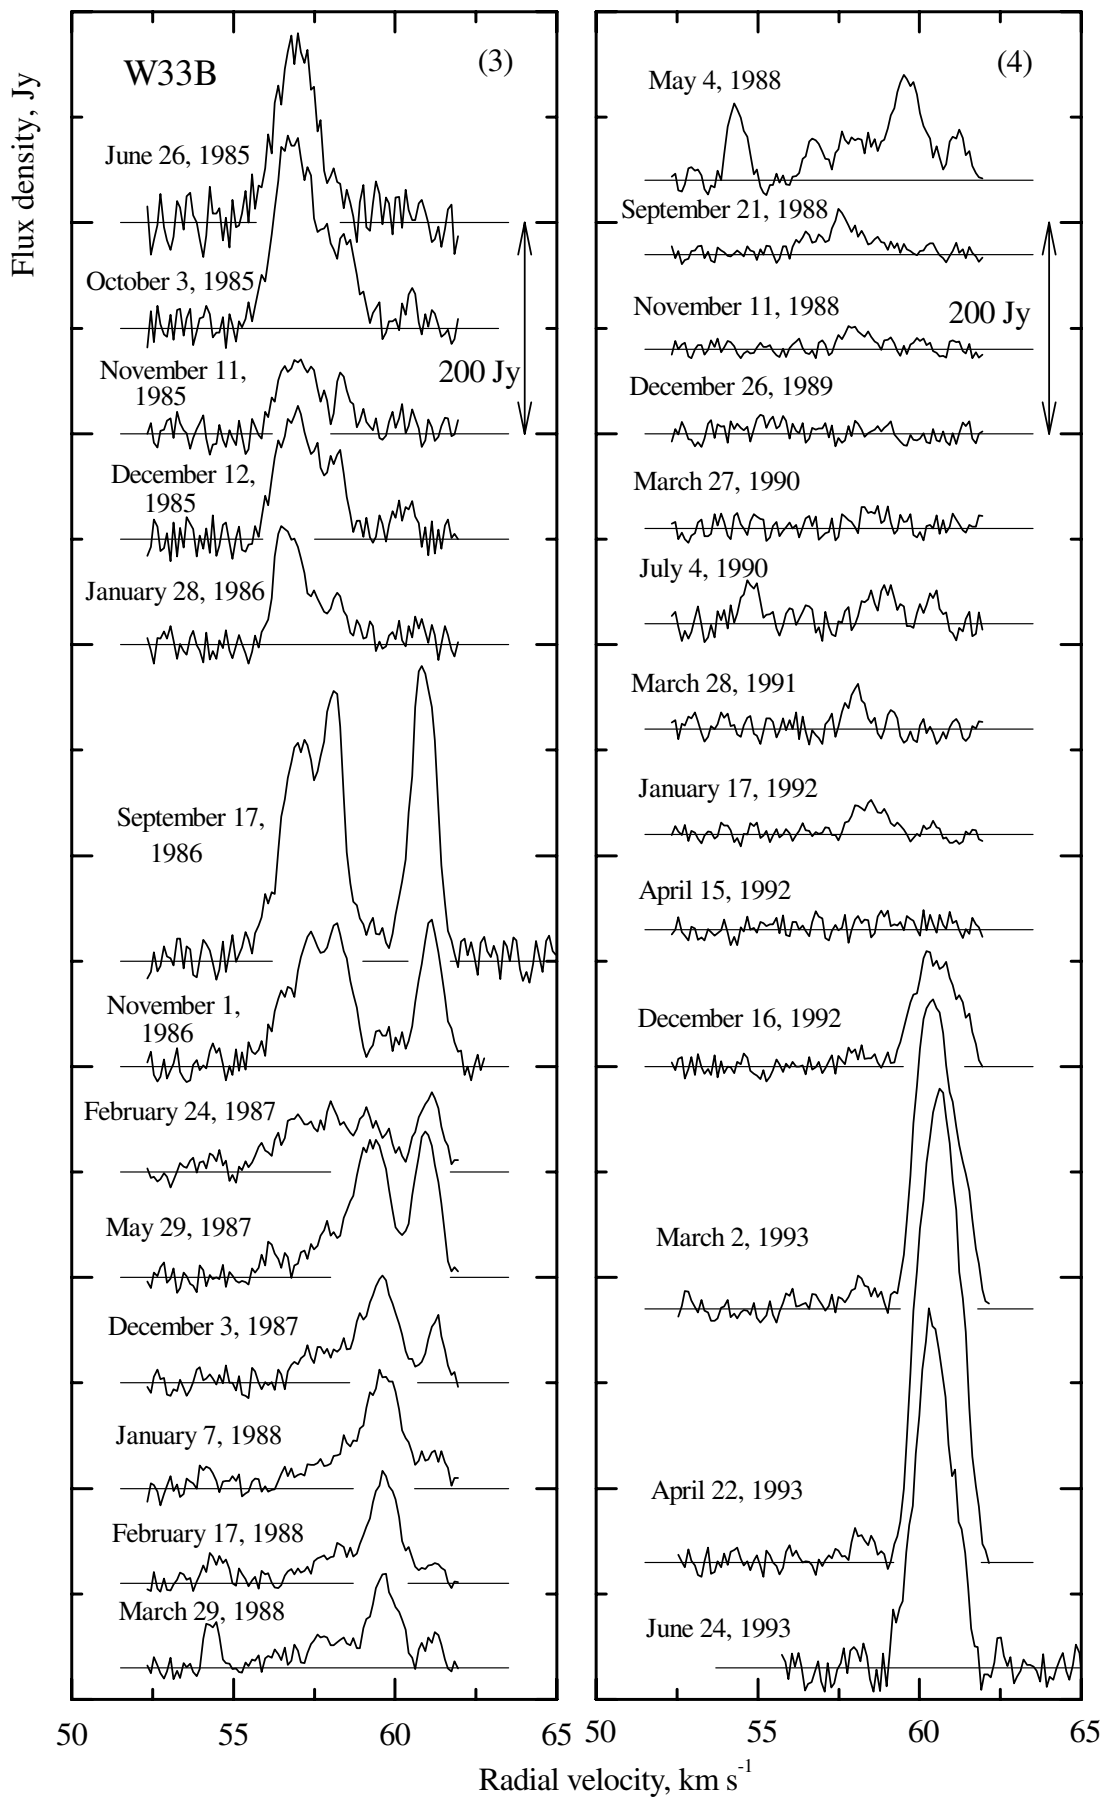 Flux density, Jy
W33B
(3)
June 26, 1985
October 3, 1985
November 11,
1985
200 Jy
December 12,
1985
January 28, 1986
September 17,
1986
November 1,
1986
February 24, 1987
May 29, 1987
December 3, 1987
January 7, 1988
February 17, 1988
March 29, 1988
50 55 60 65
(4)
May 4, 1988
September 21, 1988
November 11, 1988
200 Jy
December 26, 1989
March 27, 1990
July 4, 1990
March 28, 1991
January 17, 1992
April 15, 1992
December 16, 1992
March 2, 1993
April 22, 1993
June 24, 1993
50 55 60 65
Radial velocity, km s-1